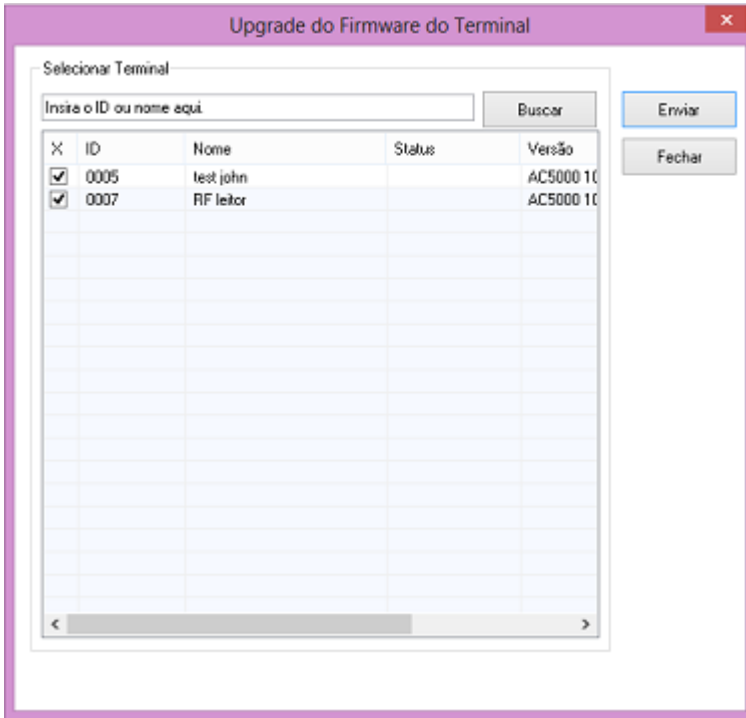 Upgrade do Firmware do Terminal
Selecionar Terminal
Insira o ID ou nome aqui. Buscar Enviar
Fechar
X ID Nome Status Versão
0005 test john AC5000 10
0007 RF leitor AC5000 10